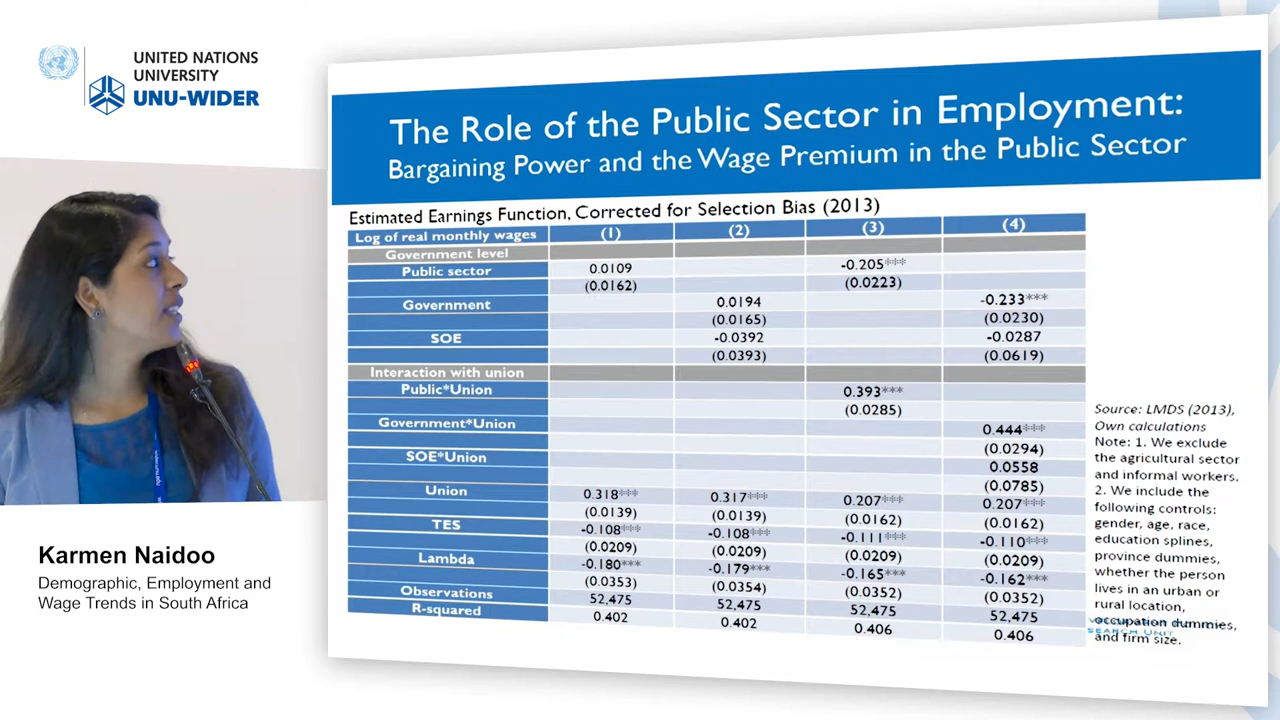 UNITED NATIONS
UNIVERSITY
UNU-WIDER
The Role of the Public Sector in Employment:
Bargaining Power and the Wage Premium in the Public Sector
Estimated Earnings Function, Corrected for Selection Bias (2013)
Log of real monthly wages (1) (2) (3) (4)
Government level
Public sector 0.0109 -0.205***
(0.0162) (0.0223)
Government 0.0194 -0.233***
(0.0165) (0.0230)
SOE -0.0392 -0.0287
(0.0393) (0.0619)
Interaction with union
Public*Union 0.393***
(0.0285)
Government*Union 0.444***
(0.0294)
SOE*Union 0.0558
(0.0785)
Union 0.318*** 0.317*** 0.207*** 0.207***
(0.0139) (0.0139) (0.0162) (0.0162)
TES -0.108*** -0.108*** -0.111*** -0.110***
(0.0209) (0.0209) (0.0209) (0.0209)
Lambda -0.180*** -0.179*** -0.165*** -0.162***
(0.0353) (0.0354) (0.0352) (0.0352)
Observations 52,475 52,475 52,475 52,475
R-squared 0.402 0.402 0.406 0.406
Source: LMDS (2013),
Own calculations
Note: 1. We exclude
the agricultural sector
and informal workers.
2. We include the
following controls:
gender, age, race,
education splines,
province dummies,
whether the person
lives in an urban or
rural location,
occupation dummies,
SEARCH UNIT
and firm size.
Karmen Naidoo
Demographic, Employment and
Wage Trends in South Africa